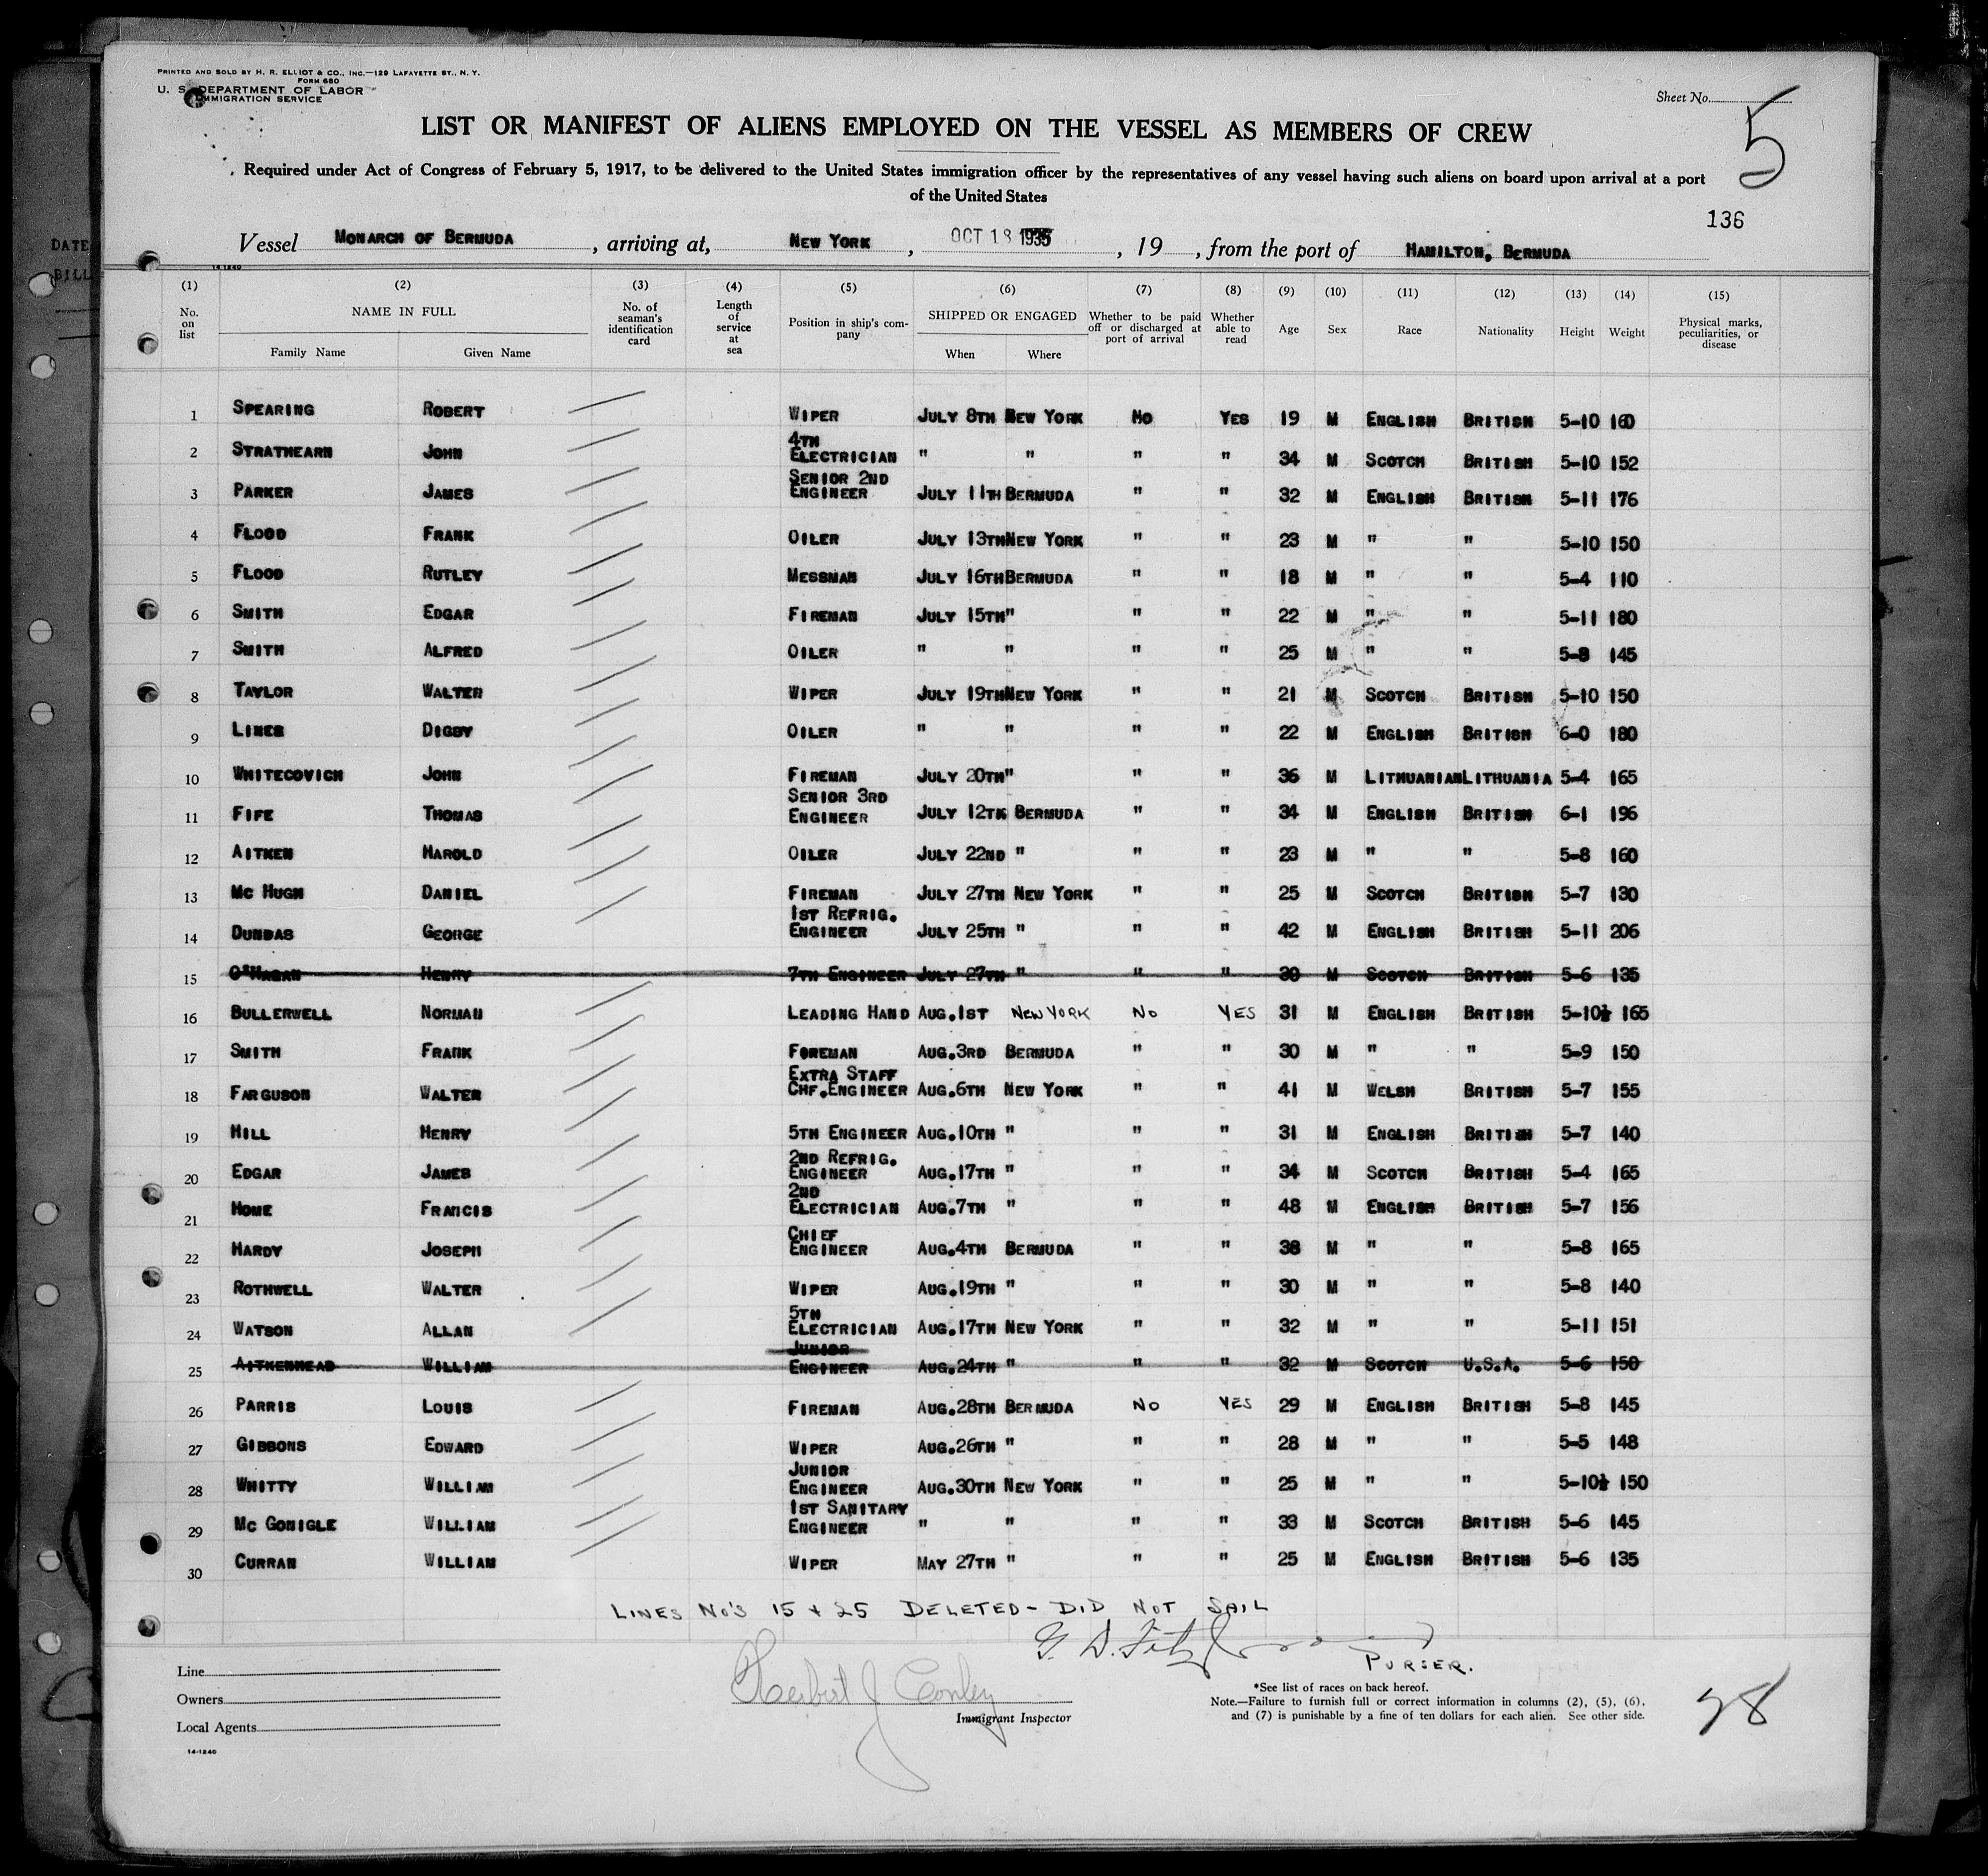 PRINTED AND SOLD BY H. R. ELLIOT & CO., INC.—129 LAFAYETTE ST., N. Y.
FORM 680
U. S. DEPARTMENT OF LABOR
IMMIGRATION SERVICE
Sheet No.
5
LIST OR MANIFEST OF ALIENS EMPLOYED ON THE VESSEL AS MEMBERS OF CREW
Required under Act of Congress of February 5, 1917, to be delivered to the United States immigration officer by the representatives of any vessel having such aliens on board upon arrival at a port
of the United States
136
DATE
BILL
Vessel MONARCH OF BERMUDA, arriving at, NEW YORK, OCT 18 1935, 19 , from the port of HAMILTON, BERMUDA
14-1240
(1) (2) (3) (4) (5) (6) (7) (8) (9) (10) (11) (12) (13) (14) (15)
No. on list NAME IN FULL Family Name Given Name No. of seaman's identification card Length of service at sea Position in ship's company SHIPPED OR ENGAGED When Where Whether to be paid off or discharged at port of arrival Whether able to read Age Sex Race Nationality Height Weight Physical marks, peculiarities, or disease
1 SPEARING ROBERT WIPER JULY 8TH NEW YORK NO YES 19 M ENGLISH BRITISH 5-10 160
2 STRATHEARN JOHN 4TH ELECTRICIAN " " " " 34 M SCOTCH BRITISH 5-10 152
3 PARKER JAMES SENIOR 2ND ENGINEER JULY 11TH BERMUDA " " 32 M ENGLISH BRITISH 5-11 176
4 FLOOD FRANK OILER JULY 13TH NEW YORK " " 23 M " " 5-10 150
5 FLOOD RUTLEY MESSMAN JULY 16TH BERMUDA " " 18 M " " 5-4 110
6 SMITH EDGAR FIREMAN JULY 15TH " " " 22 M " " 5-11 180
7 SMITH ALFRED OILER " " " " 25 M " " 5-8 145
8 TAYLOR WALTER WIPER JULY 19TH NEW YORK " " 21 M SCOTCH BRITISH 5-10 150
9 LINES DIGBY OILER " " " " 22 M ENGLISH BRITISH 6-0 180
10 WHITECOVICH JOHN FIREMAN JULY 20TH " " " 36 M LITHUANIAN LITHUANIA 5-4 165
11 FIFE THOMAS SENIOR 3RD ENGINEER JULY 12TH BERMUDA " " 34 M ENGLISH BRITISH 6-1 196
12 AITKEN HAROLD OILER JULY 22ND " " " 23 M " " 5-8 160
13 MC HUGH DANIEL FIREMAN JULY 27TH NEW YORK " " 25 M SCOTCH BRITISH 5-7 130
14 DUNDAS GEORGE 1ST REFRIG. ENGINEER JULY 25TH " " " 42 M ENGLISH BRITISH 5-11 206
15 O'HAGAN HENRY 7TH ENGINEER JULY 27TH " " " 30 M SCOTCH BRITISH 5-6 135
16 BULLERWELL NORMAN LEADING HAND AUG.1ST NEW YORK NO YES 31 M ENGLISH BRITISH 5-10½ 165
17 SMITH FRANK FOREMAN AUG.3RD BERMUDA " " 30 M " " 5-9 150
18 FARGUSON WALTER EXTRA STAFF CHF.ENGINEER AUG.6TH NEW YORK " " 41 M WELSH BRITISH 5-7 155
19 HILL HENRY 5TH ENGINEER AUG.10TH " " " 31 M ENGLISH BRITISH 5-7 140
20 EDGAR JAMES 2ND REFRIG. ENGINEER AUG.17TH " " " 34 M SCOTCH BRITISH 5-4 165
21 HOME FRANCIS 2ND ELECTRICIAN AUG.7TH " " " 48 M ENGLISH BRITISH 5-7 156
22 HARDY JOSEPH CHIEF ENGINEER AUG.4TH BERMUDA " " 38 M " " 5-8 165
23 ROTHWELL WALTER WIPER AUG.19TH " " " 30 M " " 5-8 140
24 WATSON ALLAN 5TH ELECTRICIAN AUG.17TH NEW YORK " " 32 M " " 5-11 151
25 AITKENHEAD WILLIAM JUNIOR ENGINEER AUG.24TH " " " 32 M SCOTCH U.S.A. 5-6 150
26 PARRIS LOUIS FIREMAN AUG.28TH BERMUDA NO YES 29 M ENGLISH BRITISH 5-8 145
27 GIBBONS EDWARD WIPER AUG.26TH " " " 28 M " " 5-5 148
28 WHITTY WILLIAM JUNIOR ENGINEER AUG.30TH NEW YORK " " 25 M " " 5-10½ 150
29 MC GONIGLE WILLIAM 1ST SANITARY ENGINEER " " " " 33 M SCOTCH BRITISH 5-6 145
30 CURRAN WILLIAM WIPER MAY 27TH " " " 25 M ENGLISH BRITISH 5-6 135
LINES NO'S 15 + 25 DELETED - DID NOT SAIL
G. D.
PURSER.
Line
Owners
Local Agents
Herbert J Conley
Immigrant Inspector
*See list of races on back hereof.
Note.—Failure to furnish full or correct information in columns (2), (5), (6),
and (7) is punishable by a fine of ten dollars for each alien. See other side.
28
14-1240